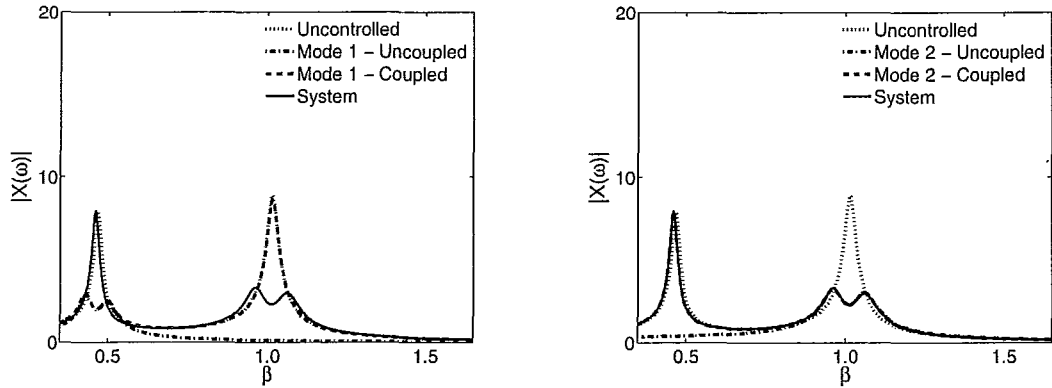 20
10
0
|X(ω)|
Uncontrolled
Mode 1 – Uncoupled
Mode 1 – Coupled
System
0.5
1.0
1.5
β
20
10
0
|X(ω)|
Uncontrolled
Mode 2 – Uncoupled
Mode 2 – Coupled
System
0.5
1.0
1.5
β